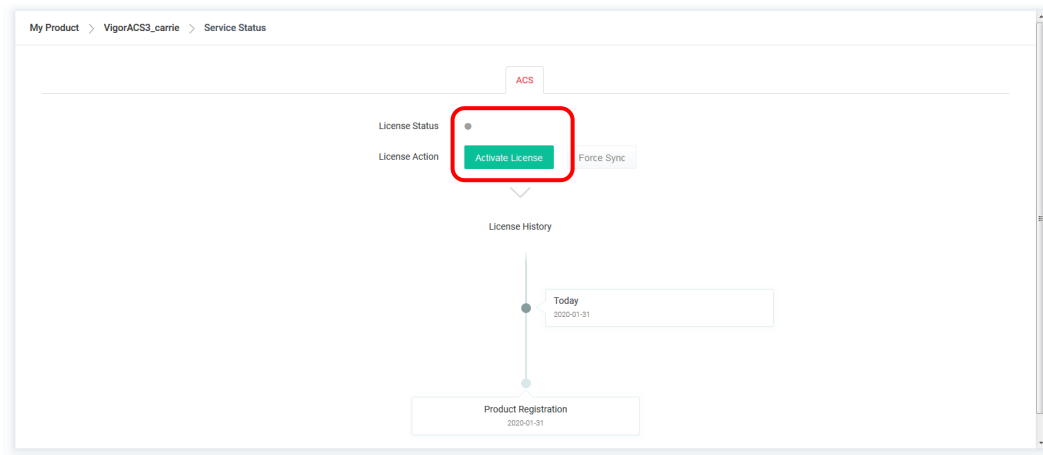 My Product > VigorACS3_carrie > Service Status
ACS
License Status
License Action Activate License Force Sync
License History
Today
2020-01-31
Product Registration
2020-01-31